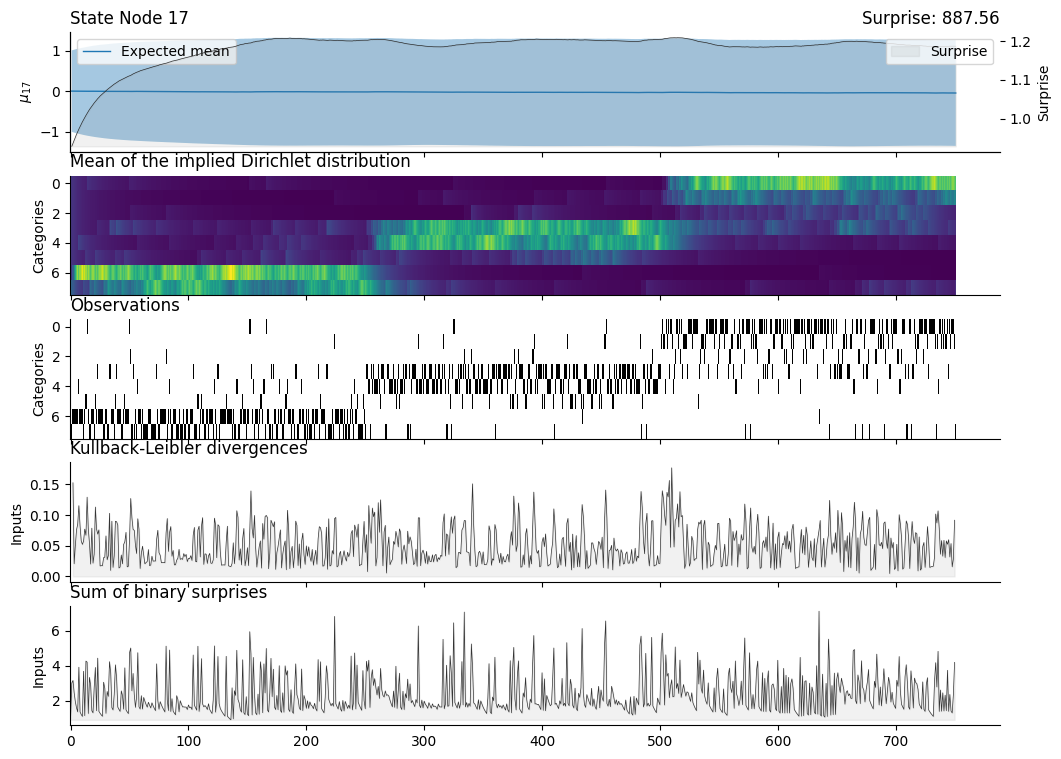 State Node 17 Surprise: 887.56
Expected mean
Surprise
1
0
−1
μ17
1.2
1.1
1.0
Surprise
Mean of the implied Dirichlet distribution
0
2
4
6
Categories
Observations
0
2
4
6
Categories
Kullback-Leibler divergences
0.15
0.10
0.05
0.00
Inputs
Sum of binary surprises
6
4
2
Inputs
0 100 200 300 400 500 600 700